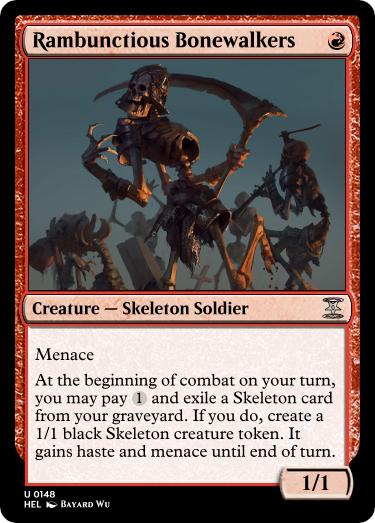 Rambunctious Bonewalkers
Creature — Skeleton Soldier
Menace
At the beginning of combat on your turn,
you may pay 1 and exile a Skeleton card
from your graveyard. If you do, create a
1/1 black Skeleton creature token. It
gains haste and menace until end of turn.
1/1
U 0148
HEL Bayard Wu